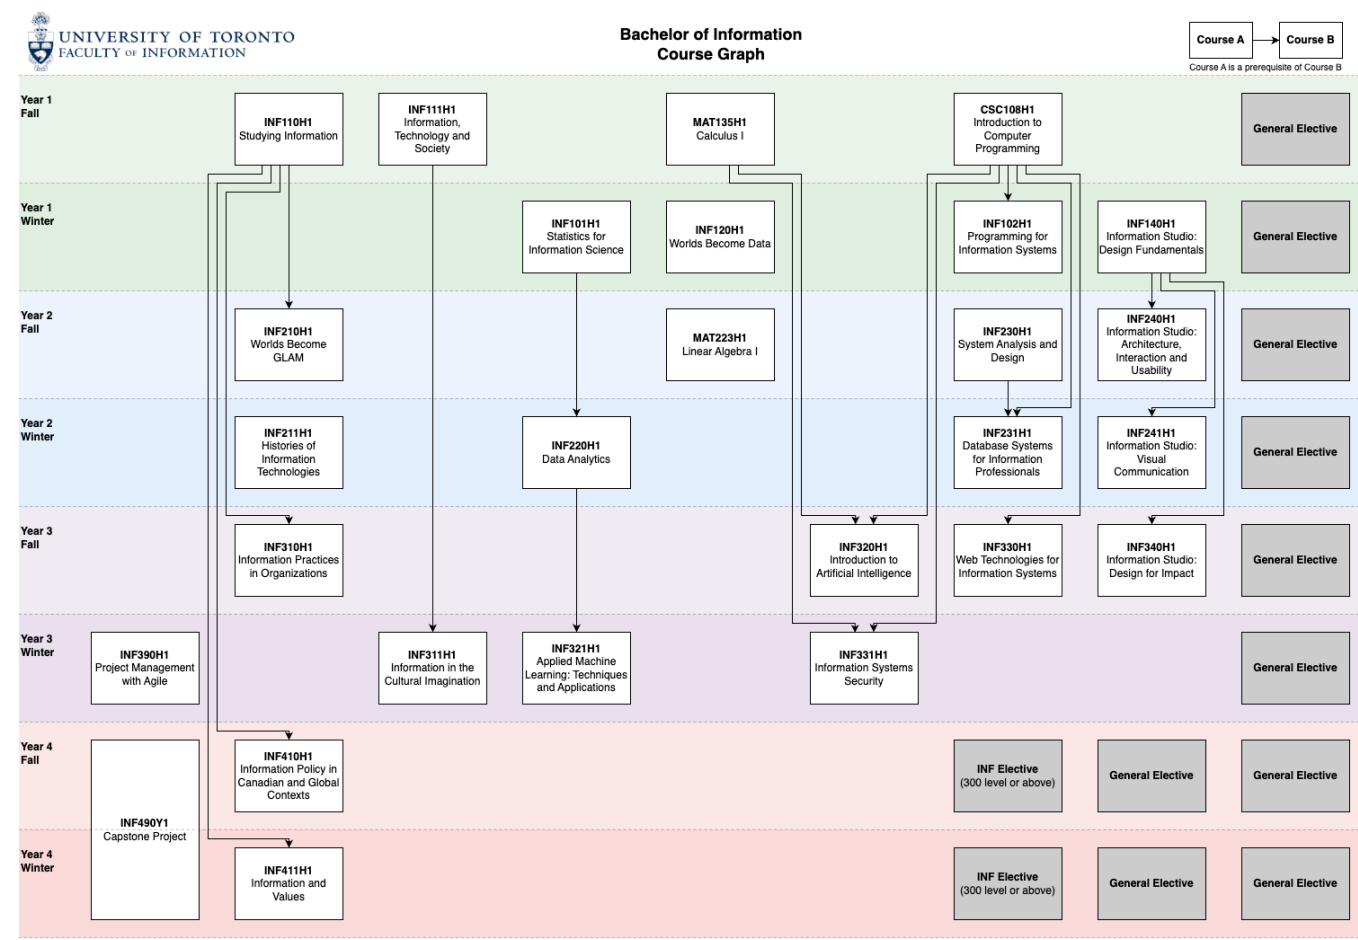 UNIVERSITY OF TORONTO
FACULTY OF INFORMATION
Bachelor of Information
Course Graph
Course A
Course B
Course A is a prerequisite of Course B
Year 1
Fall
INF110H1
Studying Information
INF111H1
Information,
Technology and
Society
MAT135H1
Calculus I
CSC108H1
Introduction to
Computer
Programming
General Elective
Year 1
Winter
INF101H1
Statistics for
Information Science
INF120H1
Worlds Become Data
INF102H1
Programming for
Information Systems
INF140H1
Information Studio:
Design Fundamentals
General Elective
Year 2
Fall
INF210H1
Worlds Become
GLAM
MAT223H1
Linear Algebra I
INF230H1
System Analysis and
Design
INF240H1
Information Studio:
Architecture,
Interaction and
Usability
General Elective
Year 2
Winter
INF211H1
Histories of
Information
Technologies
INF220H1
Data Analytics
INF231H1
Database Systems
for Information
Professionals
INF241H1
Information Studio:
Visual
Communication
General Elective
Year 3
Fall
INF310H1
Information Practices
in Organizations
INF320H1
Introduction to
Artificial Intelligence
INF330H1
Web Technologies for
Information Systems
INF340H1
Information Studio:
Design for Impact
General Elective
Year 3
Winter
INF390H1
Project Management
with Agile
INF311H1
Information in the
Cultural Imagination
INF321H1
Applied Machine
Learning: Techniques
and Applications
INF331H1
Information Systems
Security
General Elective
Year 4
Fall
INF490Y1
Capstone Project
INF410H1
Information Policy in
Canadian and Global
Contexts
INF Elective
(300 level or above)
General Elective
General Elective
Year 4
Winter
INF411H1
Information and
Values
INF Elective
(300 level or above)
General Elective
General Elective